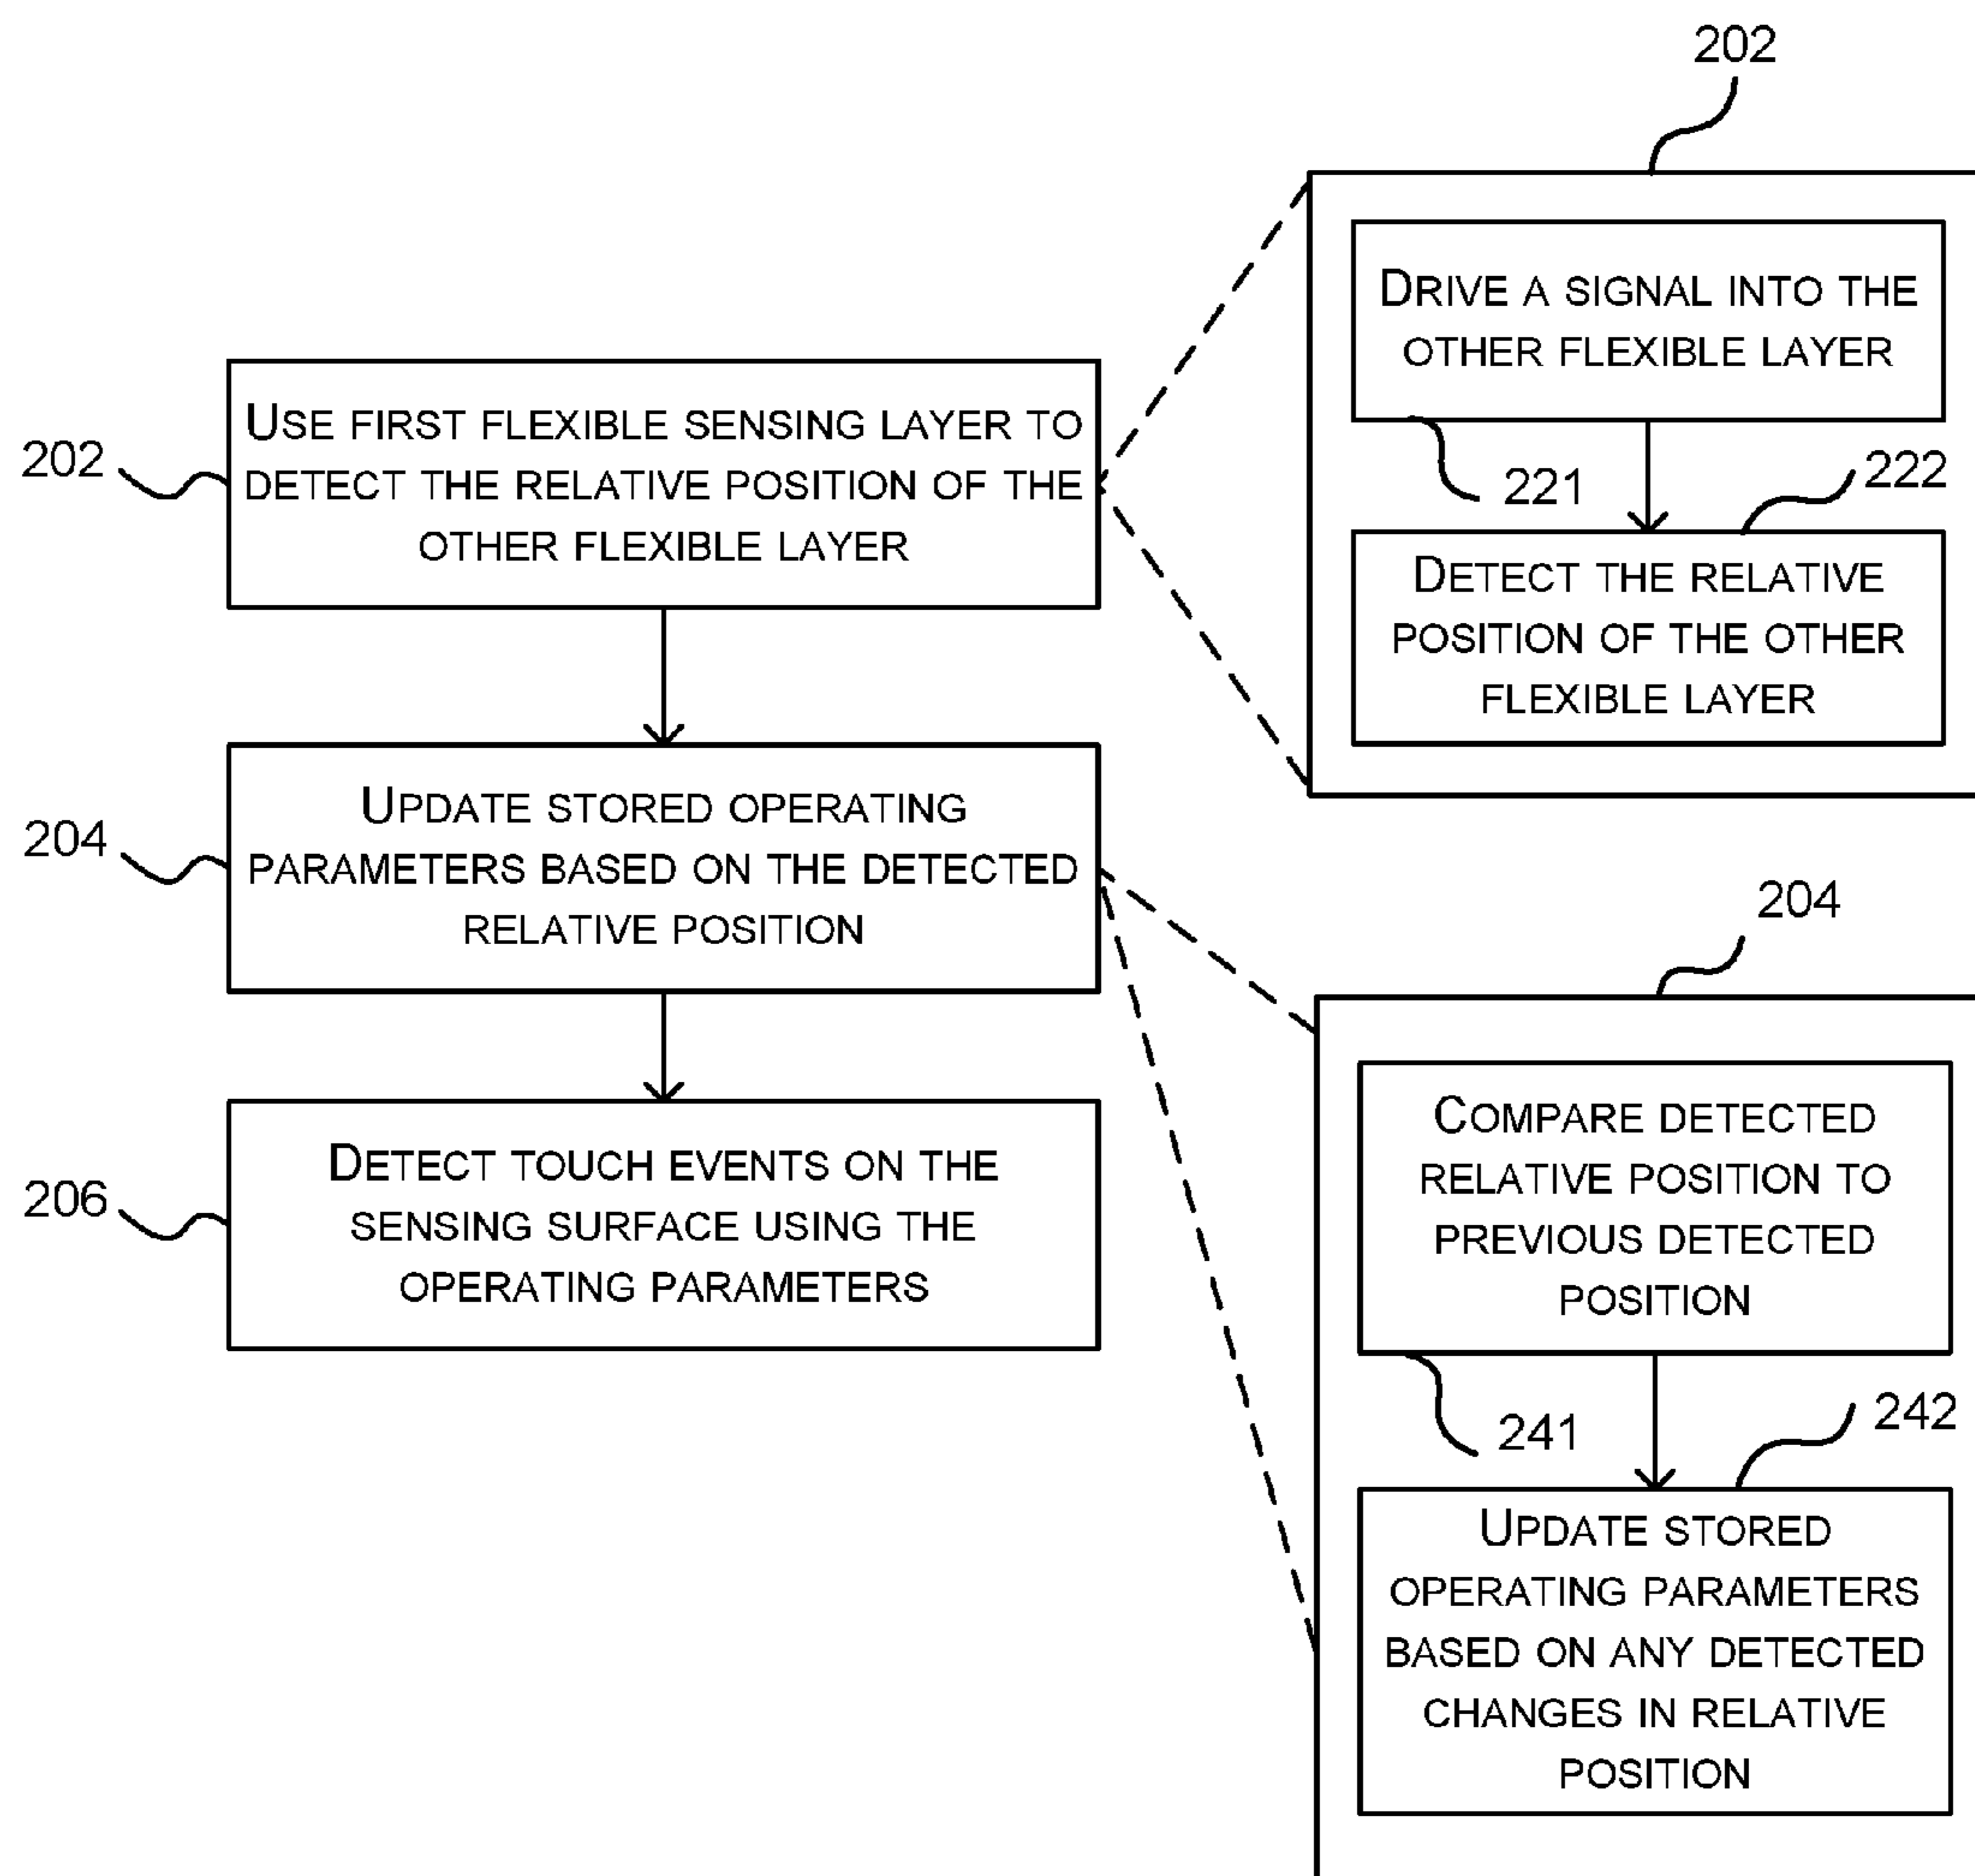 202
USE FIRST FLEXIBLE SENSING LAYER TO
DETECT THE RELATIVE POSITION OF THE
OTHER FLEXIBLE LAYER
204
UPDATE STORED OPERATING
PARAMETERS BASED ON THE DETECTED
RELATIVE POSITION
206
DETECT TOUCH EVENTS ON THE
SENSING SURFACE USING THE
OPERATING PARAMETERS
202
DRIVE A SIGNAL INTO THE
OTHER FLEXIBLE LAYER
221
222
DETECT THE RELATIVE
POSITION OF THE OTHER
FLEXIBLE LAYER
204
COMPARE DETECTED
RELATIVE POSITION TO
PREVIOUS DETECTED
POSITION
241
242
UPDATE STORED
OPERATING PARAMETERS
BASED ON ANY DETECTED
CHANGES IN RELATIVE
POSITION